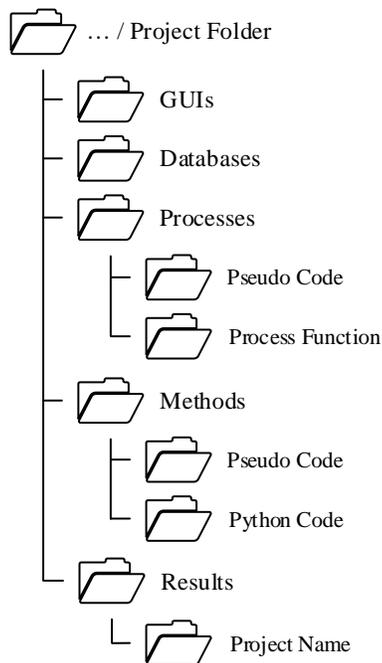 … / Project Folder
GUIs
Databases
Processes
Pseudo Code
Process Function
Methods
Pseudo Code
Python Code
Results
Project Name